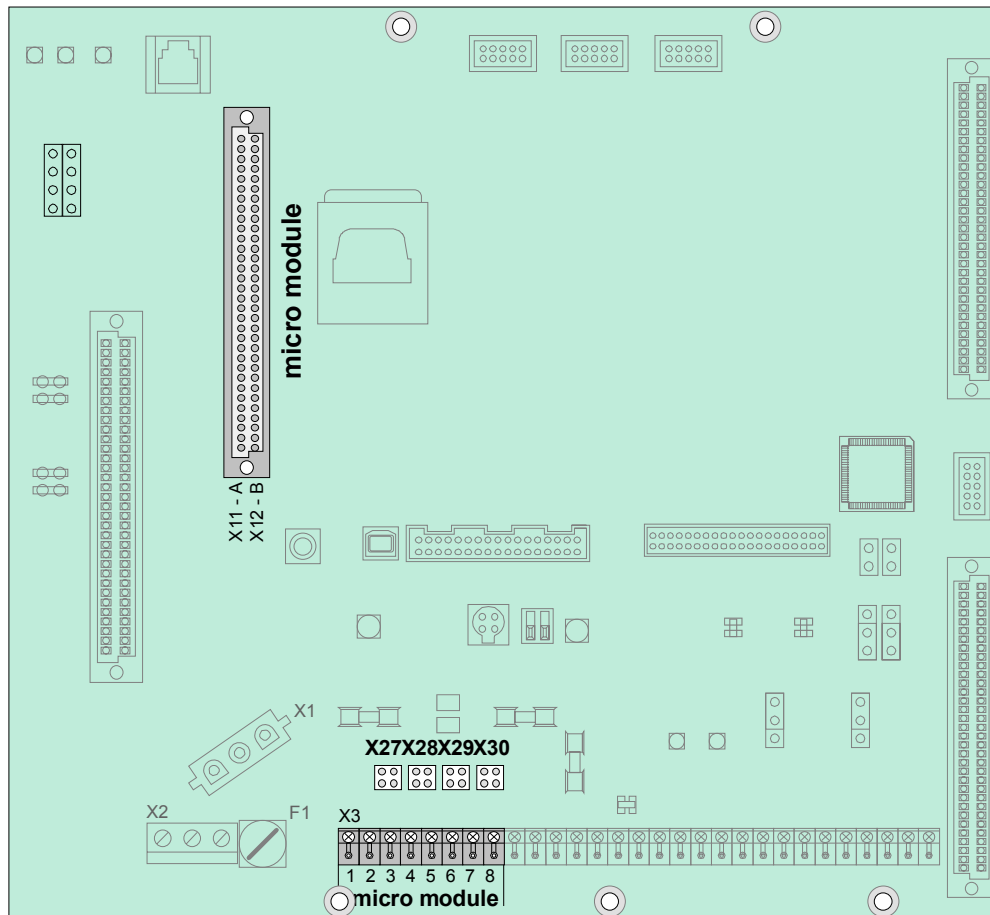 micro module
X11 - A
X12 - B
X1
X27X28X29X30
X2
F1
X3
1 2 3 4 5 6 7 8
micro module